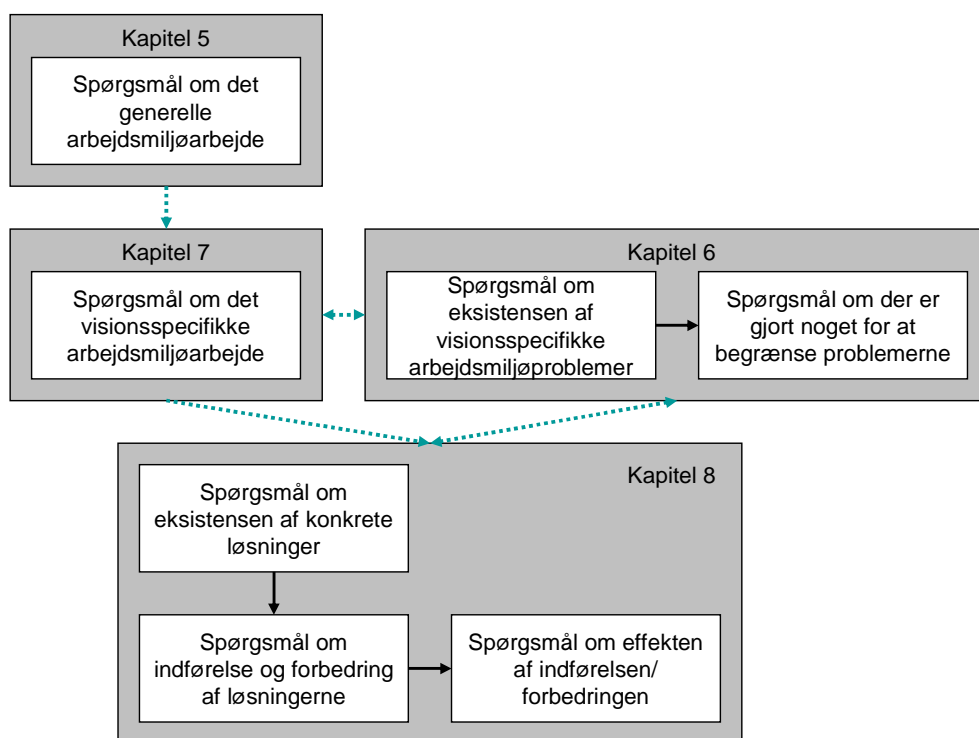 Kapitel 5
Spørgsmål om det
generelle
arbejdsmiljøarbejde
Kapitel 7
Spørgsmål om det
visionsspecifikke
arbejdsmiljøarbejde
Kapitel 6
Spørgsmål om
eksistensen af
visionsspecifikke
arbejdsmiljøproblemer
Spørgsmål om der er
gjort noget for at
begrænse problemerne
Kapitel 8
Spørgsmål om
eksistensen af konkrete
løsninger
Spørgsmål om
indførelse og forbedring
af løsningerne
Spørgsmål om effekten
af indførelsen/
forbedringen